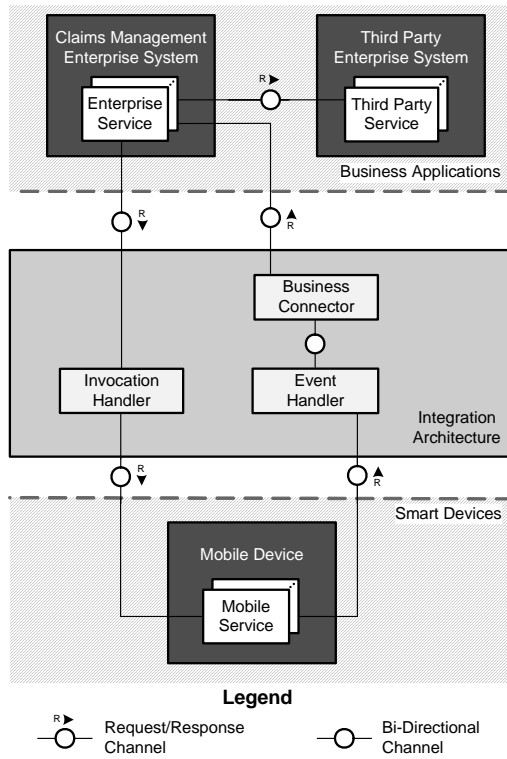 Claims Management
Enterprise System
Third Party
Enterprise System
Enterprise
Service
R
Third Party
Service
Business Applications
R
R
Business
Connector
Invocation
Handler
Event
Handler
Integration
Architecture
R
R
Smart Devices
Mobile Device
Mobile
Service
Legend
R
Request/Response
Channel
Bi-Directional
Channel